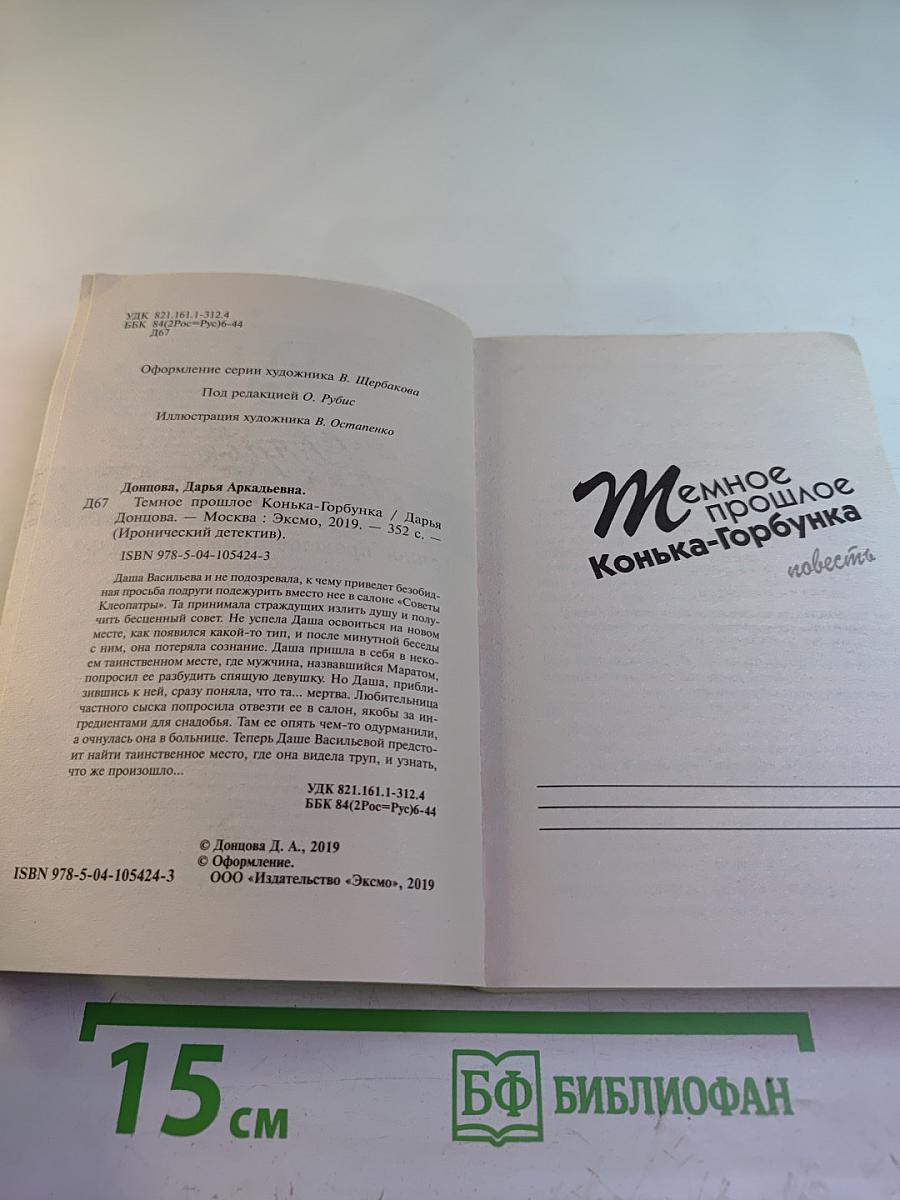 УДК 821.161.1-312.4
ББК 84(2Рос=Рус)6-44
Д67
Оформление серии художника В. Щербакова
Под редакцией О. Рубис
Иллюстрация художника В. Остапенко
Донцова, Дарья Аркадьевна.
Д67 Темное прошлое Конька-Горбунка / Дарья
Донцова. — Москва : Эксмо, 2019. — 352 с. —
(Иронический детектив).
ISBN 978-5-04-105424-3
Даша Васильева и не подозревала, к чему приведет безобид-
ная просьба подруги подежурить вместо нее в салоне «Советы
Клеопатры». Та принимала страждущих излить душу и полу-
чить бесценный совет. Не успела Даша освоиться на новом
месте, как появился какой-то тип, и после минутной беседы
с ним, она потеряла сознание. Даша пришла в себя в неко-
ем таинственном месте, где мужчина, назвавшийся Маратом,
попросил ее разбудить спящую девушку. Но Даша, прибли-
зившись к ней, сразу поняла, что та... мертва. Любительница
частного сыска попросила отвезти ее в салон, якобы за ин-
гредиентами для снадобья. Там ее опять чем-то одурманили,
а очнулась она в больнице. Теперь Даше Васильевой предсто-
ит найти таинственное место, где она видела труп, и узнать,
что же произошло...
УДК 821.161.1-312.4
ББК 84(2Рос=Рус)6-44
© Донцова Д. А., 2019
© Оформление.
ISBN 978-5-04-105424-3 ООО «Издательство «Эксмо», 2019
Темное
прошлое
Конька-Горбунка
повесть
15 см
БФ БИБЛИОФАН